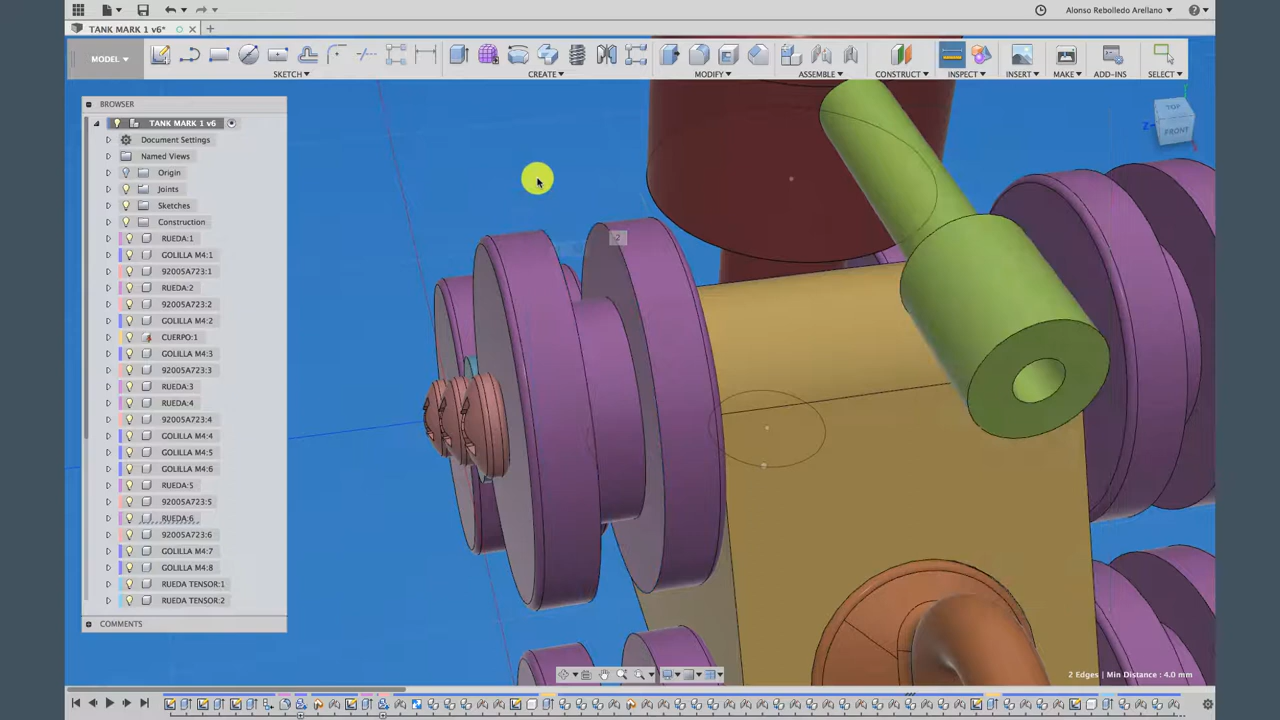 Alonso Rebolledo Arellano
TANK MARK 1 v6*
MODEL
SKETCH
CREATE
MODIFY
ASSEMBLE
CONSTRUCT
INSPECT
INSERT
MAKE
ADD-INS
SELECT
BROWSER
TANK MARK 1 v6
Document Settings
Named Views
Origin
Joints
Sketches
Construction
RUEDA:1
GOLILLA M4:1
92005A723:1
RUEDA:2
92005A723:2
GOLILLA M4:2
CUERPO:1
GOLILLA M4:3
92005A723:3
RUEDA:3
RUEDA:4
92005A723:4
GOLILLA M4:4
GOLILLA M4:5
GOLILLA M4:6
RUEDA:5
92005A723:5
RUEDA:6
92005A723:6
GOLILLA M4:7
GOLILLA M4:8
RUEDA TENSOR:1
RUEDA TENSOR:2
COMMENTS
TOP
FRONT
Z
2
2 Edges | Min Distance : 4.0 mm